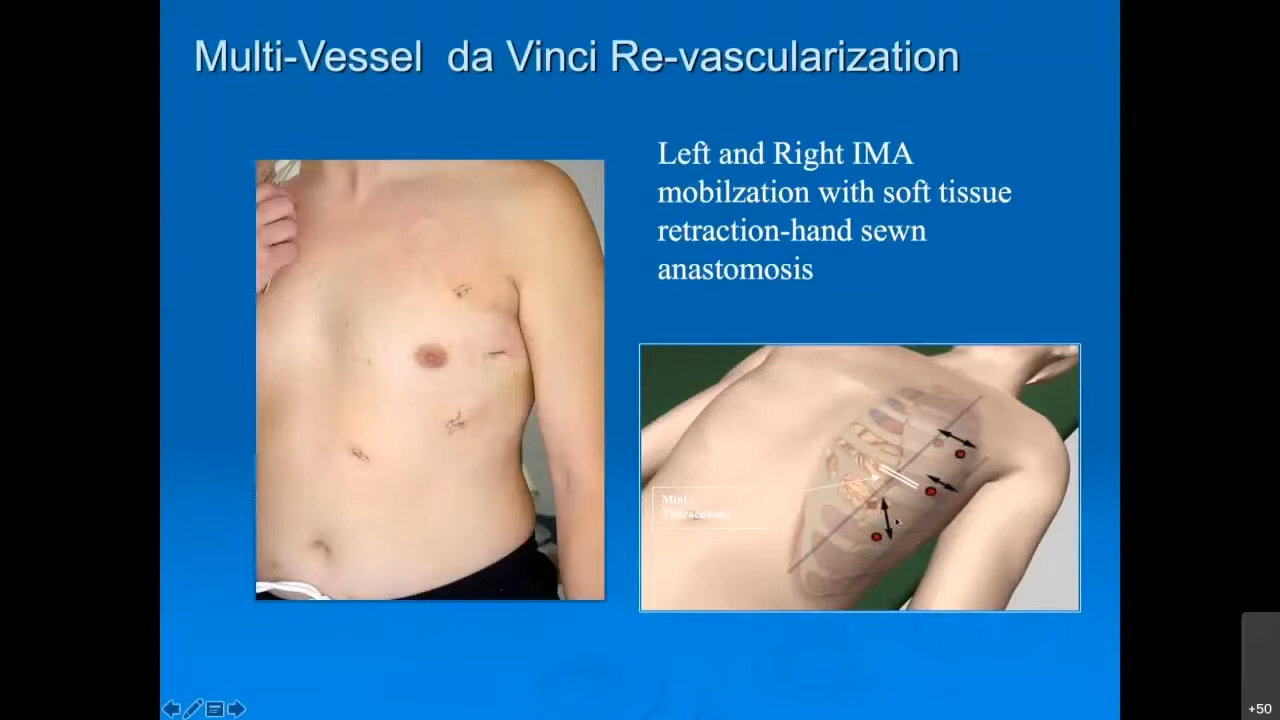 Multi-Vessel da Vinci Re-vascularization
Left and Right IMA
mobilzation with soft tissue
retraction-hand sewn
anastomosis
Mini
Thoracotomy
+50